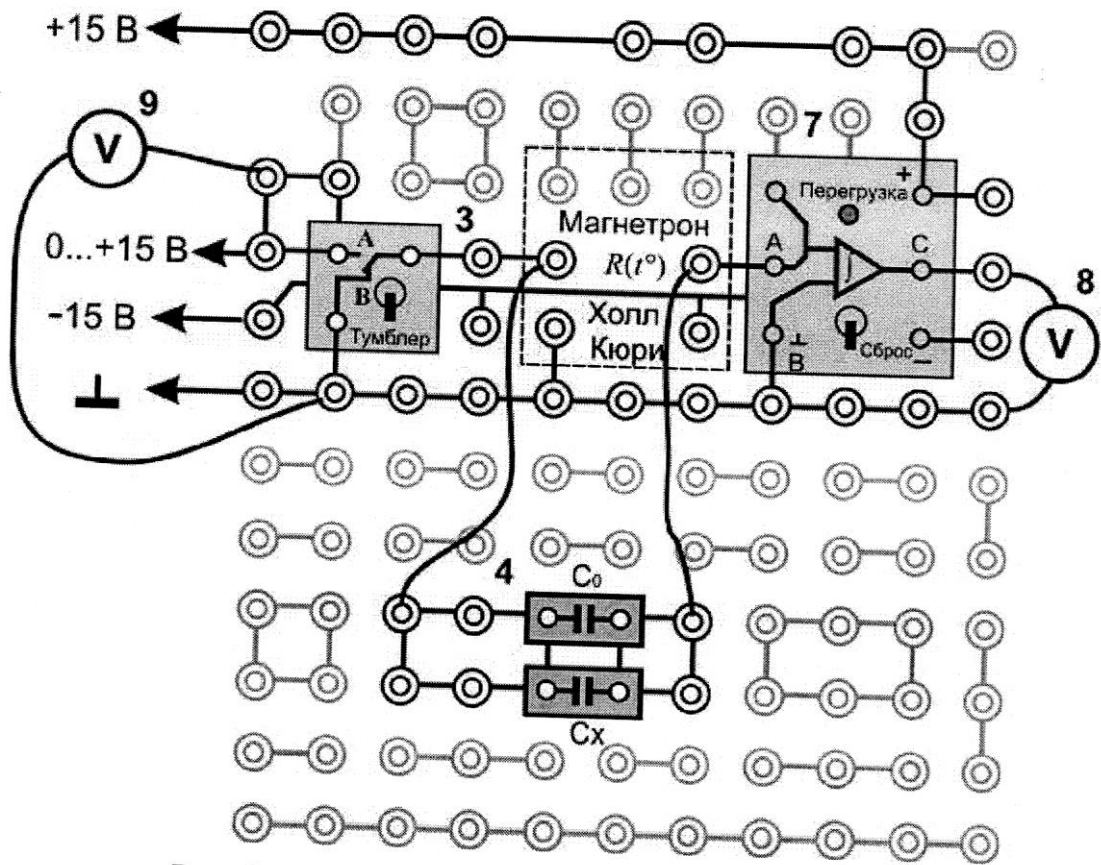 +15 В
9
V
7
+
Перегрузка
3
Магнетрон
A
0...+15 В
R(t°)
A
C
∫
8
B
-15 В
Холл
V
Тумблер
Кюри
⊥
Сброс
B
_
⊥
4
C₀
Cx